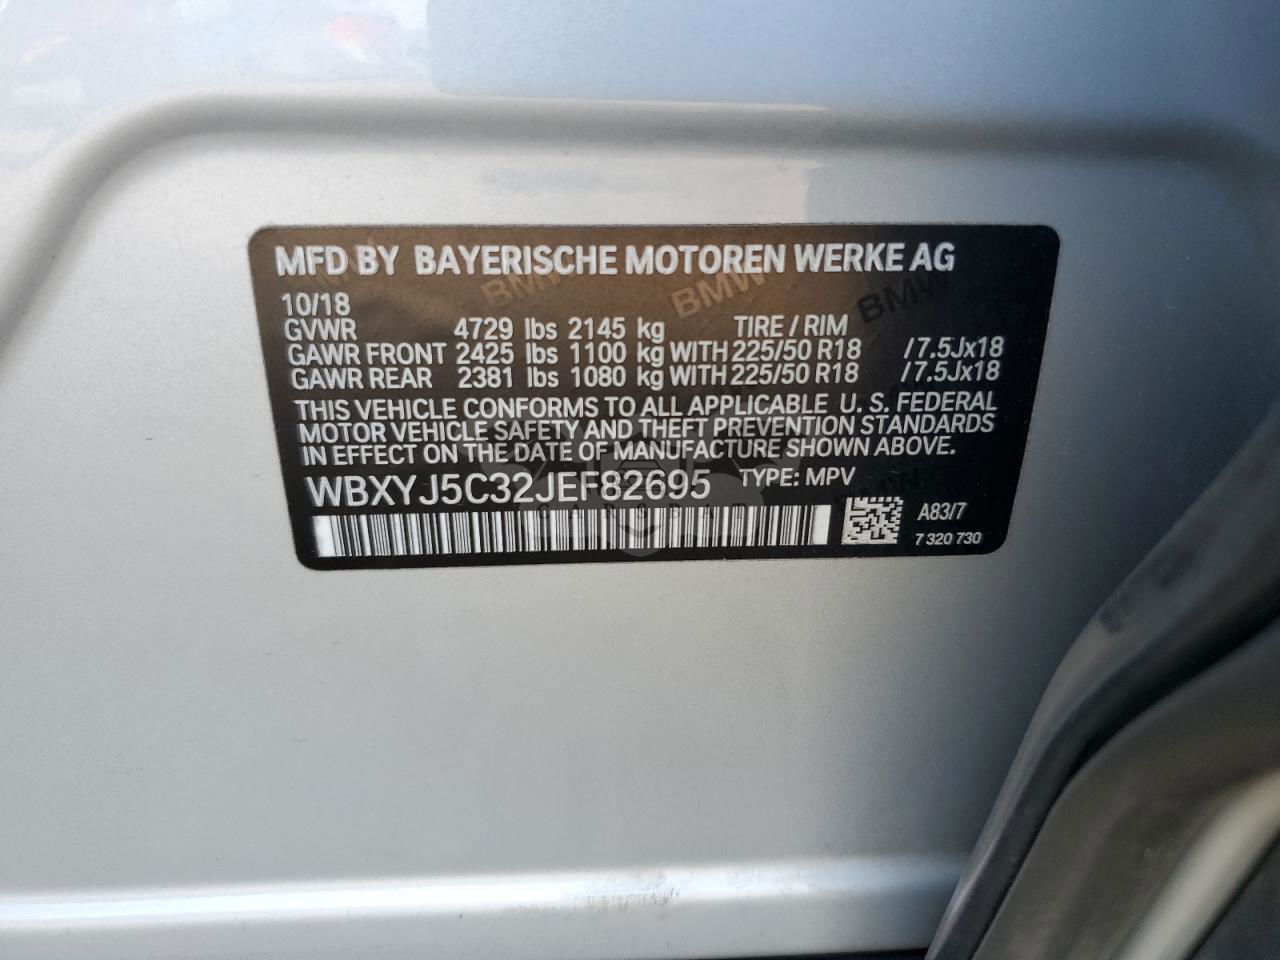 MFD BY BAYERISCHE MOTOREN WERKE AG
10/18
GVWR 4729 lbs 2145 kg TIRE / RIM
GAWR FRONT 2425 lbs 1100 kg WITH 225/50 R18 /7.5Jx18
GAWR REAR 2381 lbs 1080 kg WITH 225/50 R18 /7.5Jx18
THIS VEHICLE CONFORMS TO ALL APPLICABLE U. S. FEDERAL
MOTOR VEHICLE SAFETY AND THEFT PREVENTION STANDARDS
IN EFFECT ON THE DATE OF MANUFACTURE SHOWN ABOVE.
WBXYJ5C32JEF82695 TYPE: MPV
A83/7
7 320 730
BMW BMW BMW